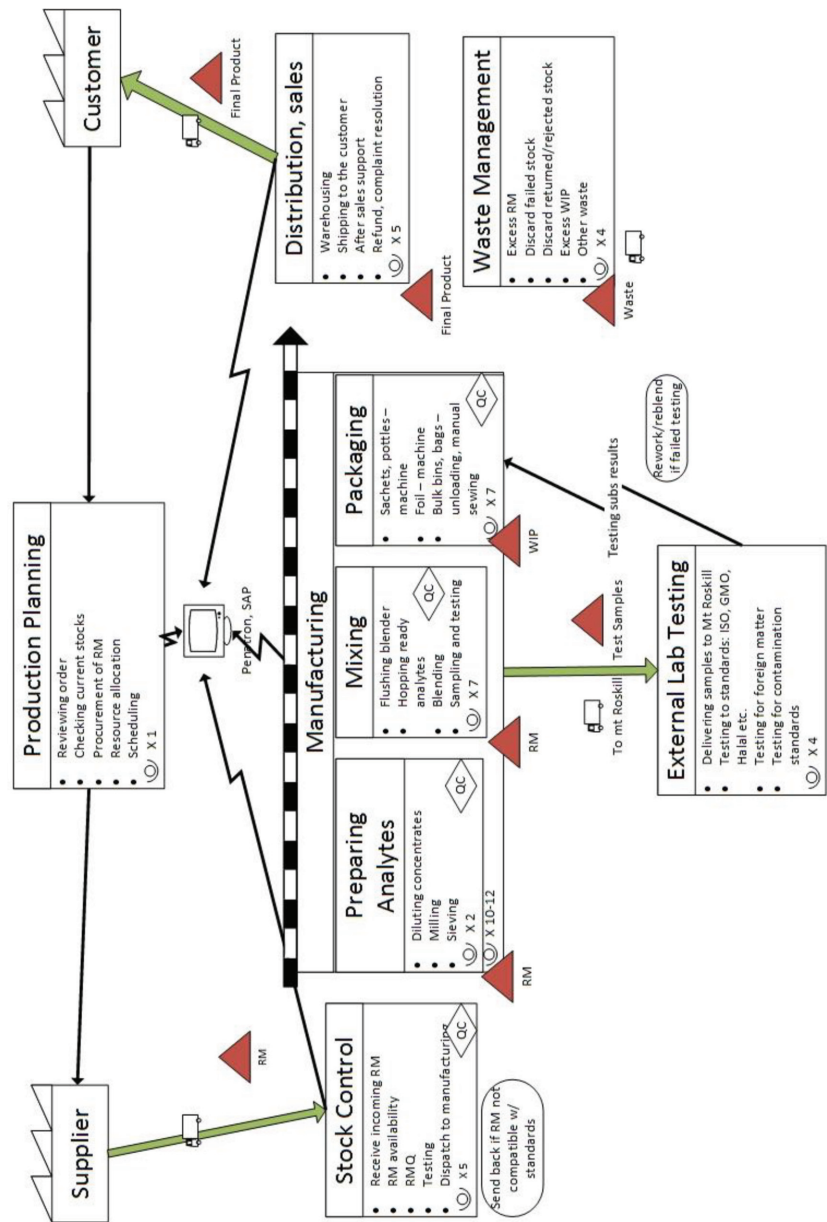 Supplier
Production Planning
Reviewing order
Checking current stocks
Procurement of RM
Resource allocation
Scheduling
X 1
Customer
RM
Penatron, SAP
Final Product
Stock Control
Receive incoming RM
RM availability
RMQ
Testing
Dispatch to manufacturing
QC
X 5
Send back if RM not
compatible w/
standards
Manufacturing
Preparing
Analytes
Diluting concentrates
Milling
Sieving
QC
X 2
X 10-12
RM
Mixing
Flushing blender
Hopping ready
analytes
Blending
Sampling and testing
QC
X 7
RM
Packaging
Sachets, pottles –
machine
Foil – machine
Bulk bins, bags –
unloading, manual
sewing
QC
X 7
WIP
Distribution, sales
Warehousing
Shipping to the customer
After sales support
Refund, complaint resolution
X 5
Final Product
Waste Management
Excess RM
Discard failed stock
Discard returned/rejected stock
Excess WIP
Other waste
X 4
Waste
To mt Roskill
Test Samples
Testing subs results
Rework/reblend
if failed testing
External Lab Testing
Delivering samples to Mt Roskill
Testing to standards: ISO, GMO,
Halal etc.
Testing for foreign matter
Testing for contamination
standards
X 4